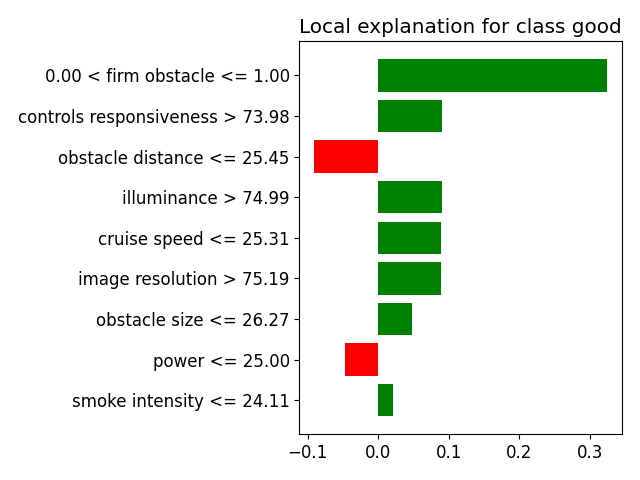 Local explanation for class good
0.00 < firm obstacle <= 1.00
controls responsiveness > 73.98
obstacle distance <= 25.45
illuminance > 74.99
cruise speed <= 25.31
image resolution > 75.19
obstacle size <= 26.27
power <= 25.00
smoke intensity <= 24.11
−0.1 0.0 0.1 0.2 0.3